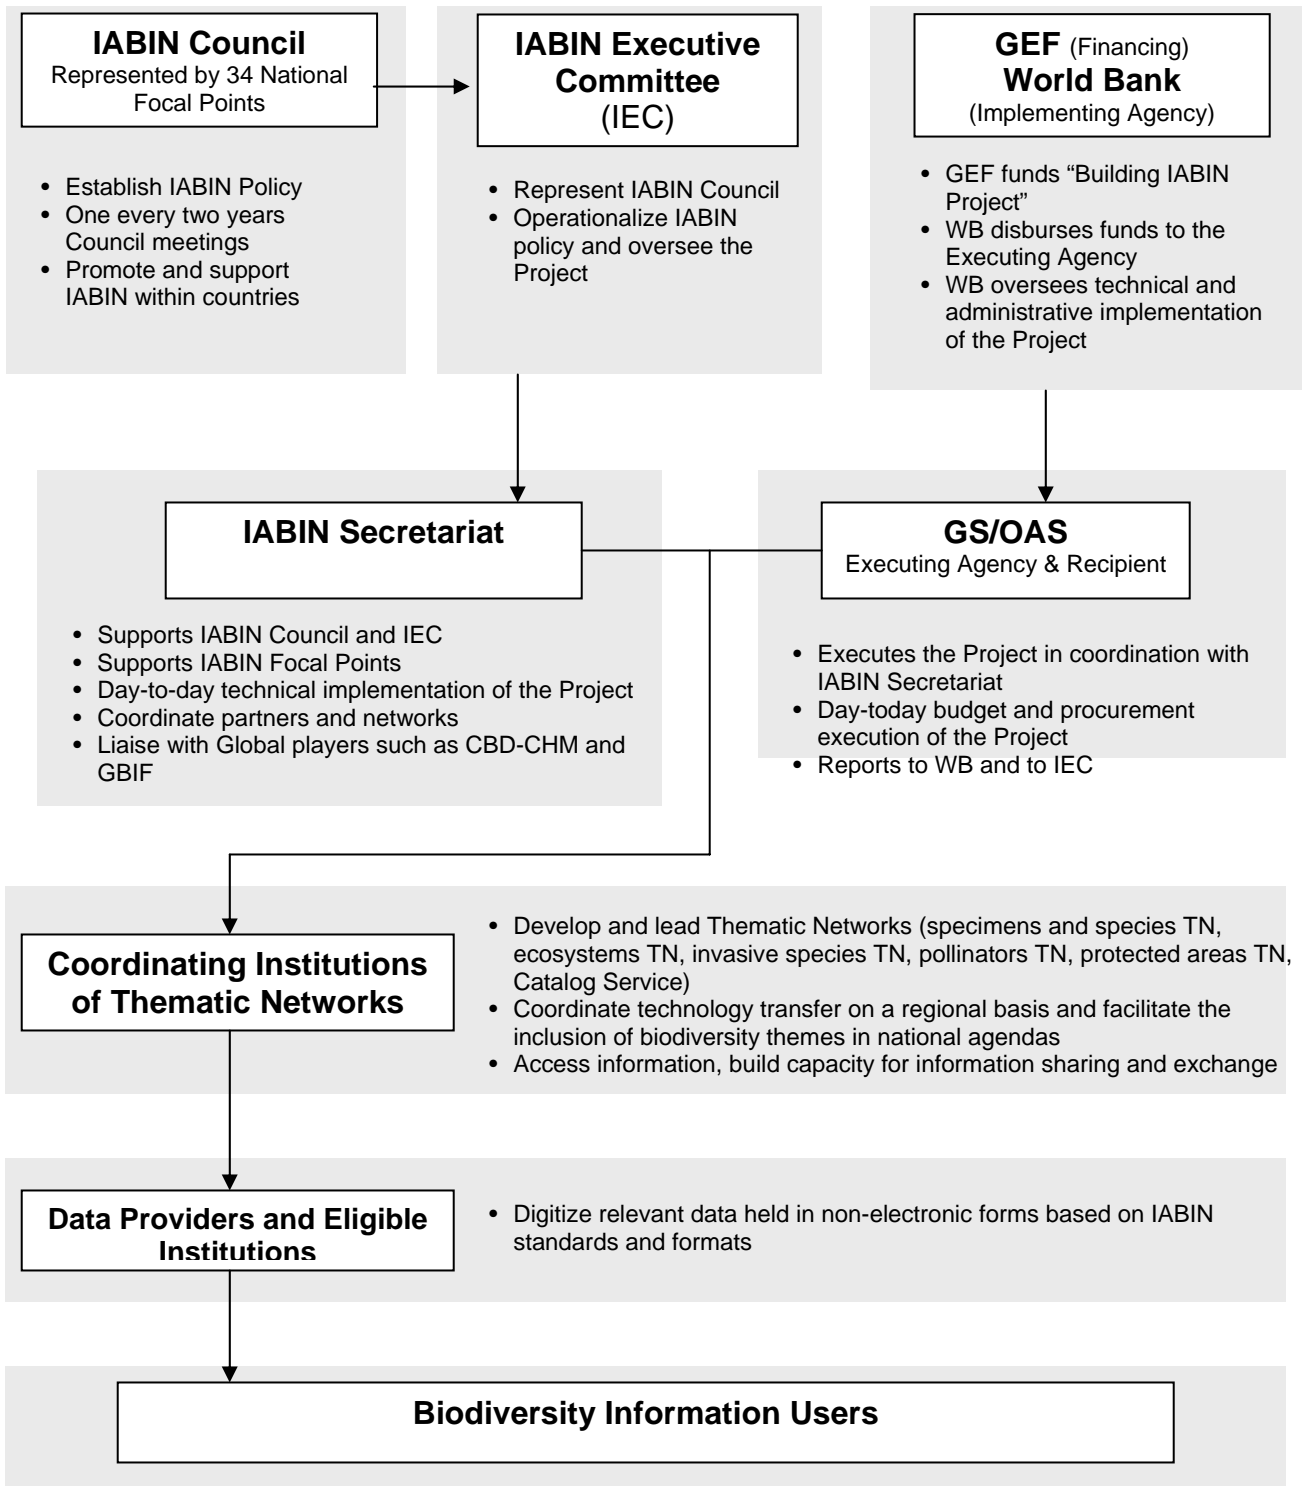 IABIN Council
Represented by 34 National
Focal Points
• Establish IABIN Policy
• One every two years
Council meetings
• Promote and support
IABIN within countries
IABIN Executive
Committee
(IEC)
• Represent IABIN Council
• Operationalize IABIN
policy and oversee the
Project
GEF (Financing)
World Bank
(Implementing Agency)
• GEF funds “Building IABIN
Project”
• WB disburses funds to the
Executing Agency
• WB oversees technical and
administrative implementation
of the Project
IABIN Secretariat
• Supports IABIN Council and IEC
• Supports IABIN Focal Points
• Day-to-day technical implementation of the Project
• Coordinate partners and networks
• Liaise with Global players such as CBD-CHM and
GBIF
GS/OAS
Executing Agency & Recipient
• Executes the Project in coordination with
IABIN Secretariat
• Day-today budget and procurement
execution of the Project
• Reports to WB and to IEC
Coordinating Institutions
of Thematic Networks
• Develop and lead Thematic Networks (specimens and species TN,
ecosystems TN, invasive species TN, pollinators TN, protected areas TN,
Catalog Service)
• Coordinate technology transfer on a regional basis and facilitate the
inclusion of biodiversity themes in national agendas
• Access information, build capacity for information sharing and exchange
Data Providers and Eligible
Institutions
• Digitize relevant data held in non-electronic forms based on IABIN
standards and formats
Biodiversity Information Users